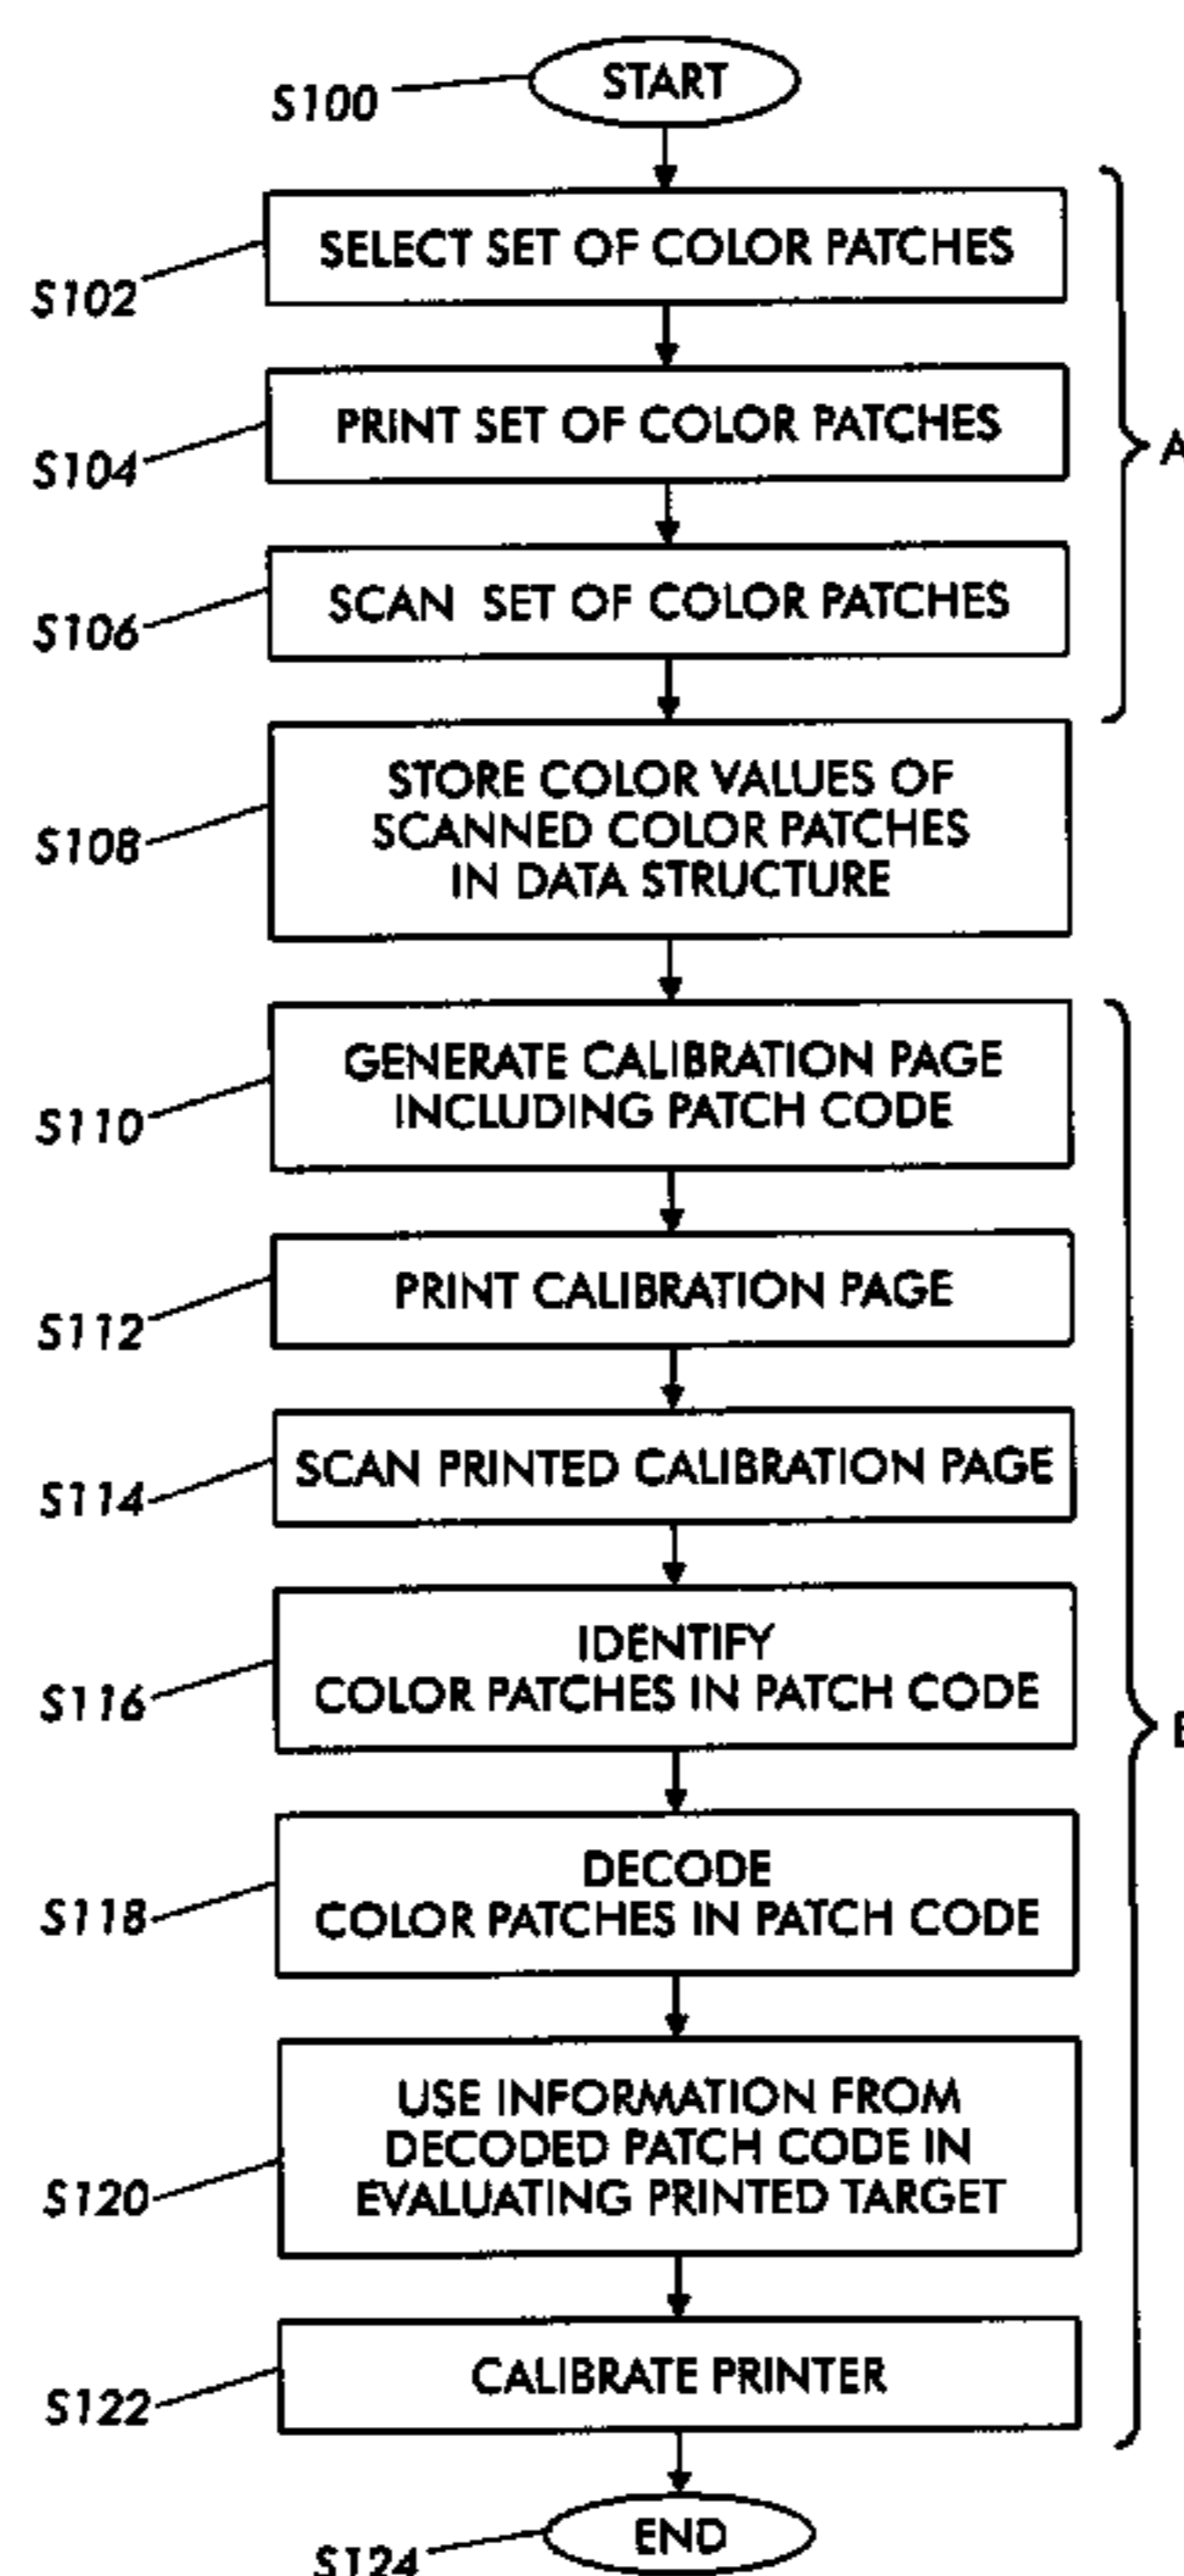 START
S100
SELECT SET OF COLOR PATCHES
S102
PRINT SET OF COLOR PATCHES
S104
A
SCAN SET OF COLOR PATCHES
S106
STORE COLOR VALUES OF
SCANNED COLOR PATCHES
IN DATA STRUCTURE
S108
GENERATE CALIBRATION PAGE
INCLUDING PATCH CODE
S110
PRINT CALIBRATION PAGE
S112
SCAN PRINTED CALIBRATION PAGE
S114
IDENTIFY
COLOR PATCHES IN PATCH CODE
S116
B
DECODE
COLOR PATCHES IN PATCH CODE
S118
USE INFORMATION FROM
DECODED PATCH CODE IN
EVALUATING PRINTED TARGET
S120
CALIBRATE PRINTER
S122
END
S124